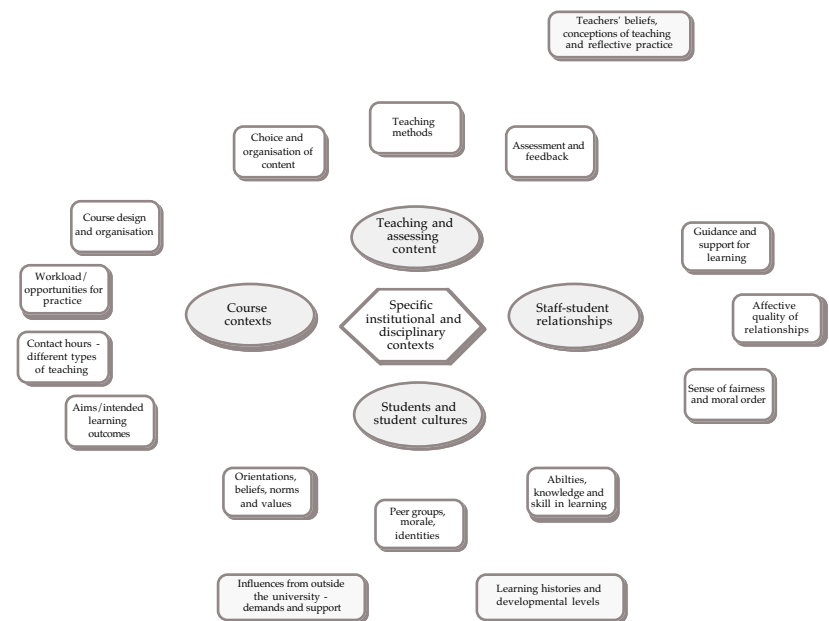 Teachers' beliefs,
conceptions of teaching
and reflective practice
Teaching
methods
Choice and
organisation of
content
Assessment and
feedback
Course design
and organisation
Teaching and
assessing
content
Guidance and
support for
learning
Workload/
opportunities for
practice
Course
contexts
Specific
institutional and
disciplinary
contexts
Staff-student
relationships
Affective
quality of
relationships
Contact hours -
different types
of teaching
Aims/intended
learning
outcomes
Students and
student cultures
Sense of fairness
and moral order
Orientations,
beliefs, norms
and values
Peer groups,
morale,
identities
Abilties,
knowledge and
skill in learning
Influences from outside
the university -
demands and support
Learning histories and
developmental levels